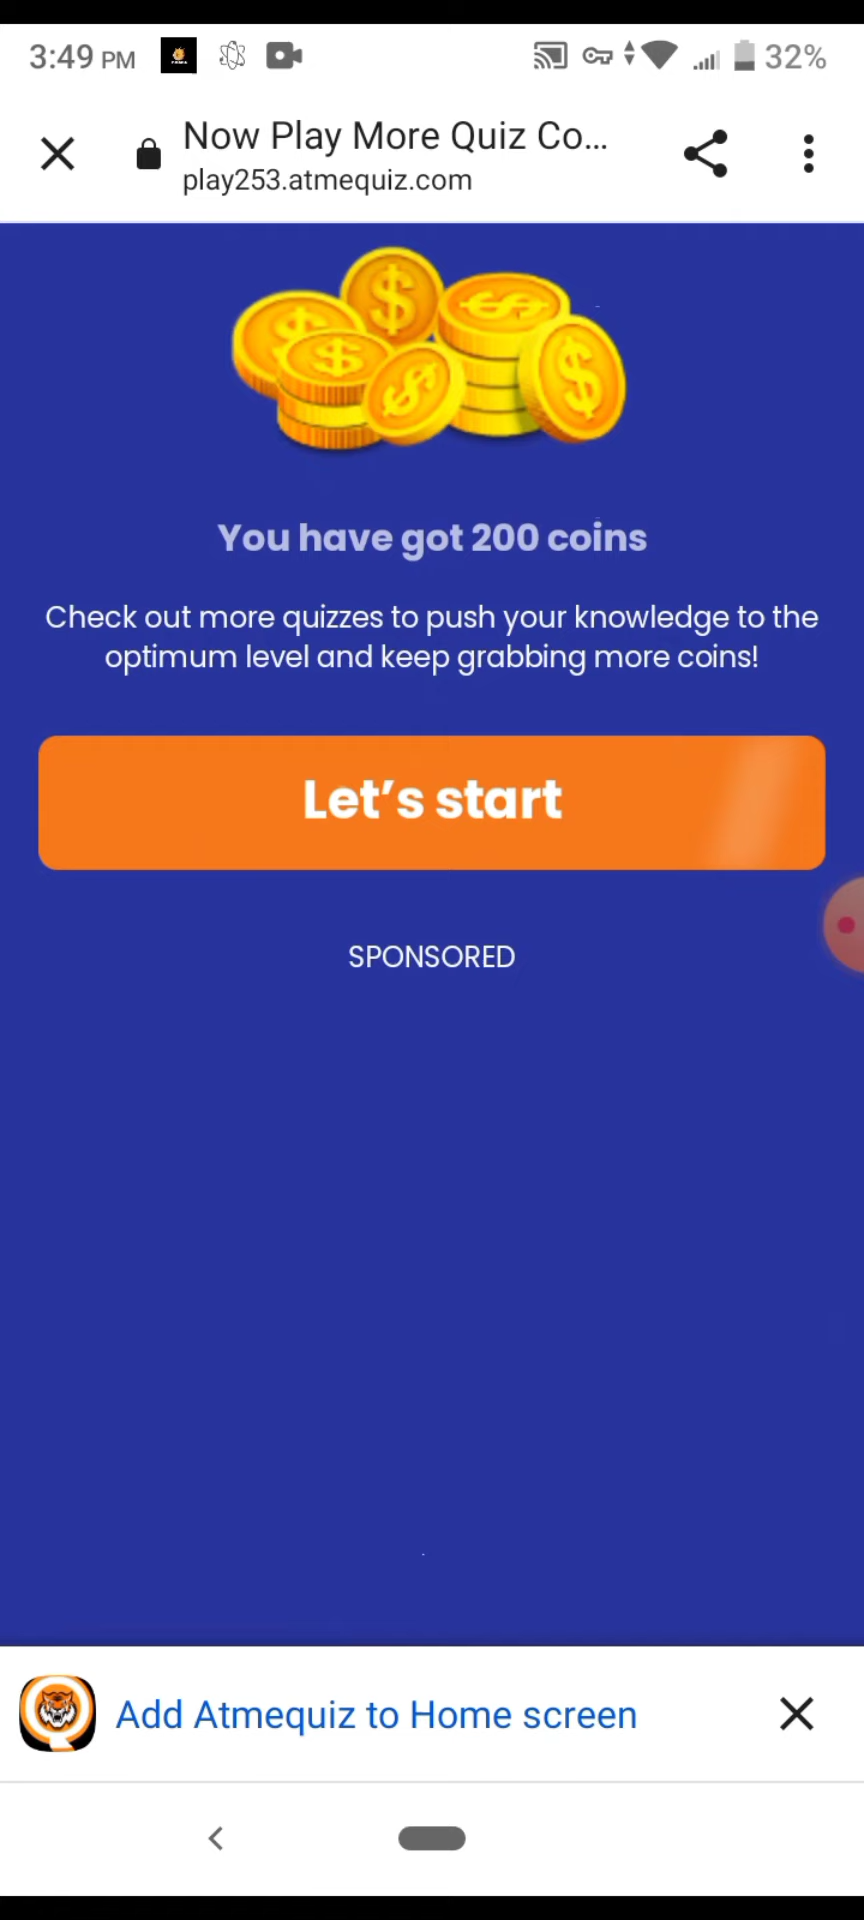 3:49 PM
32%
Now Play More Quiz Co...
play253.atmequiz.com
You have got 200 coins
Check out more quizzes to push your knowledge to the
optimum level and keep grabbing more coins!
Let’s start
SPONSORED
Add Atmequiz to Home screen